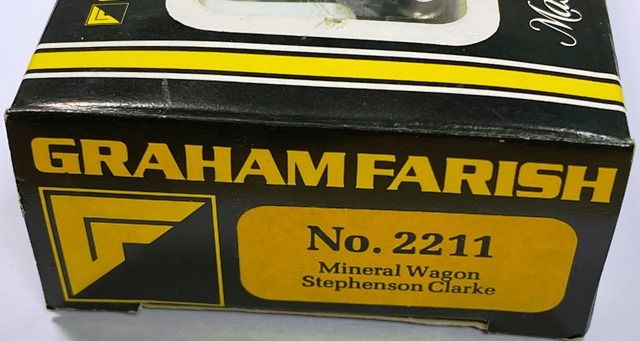 GRAHAM FARISH
No. 2211
Mineral Wagon
Stephenson Clarke